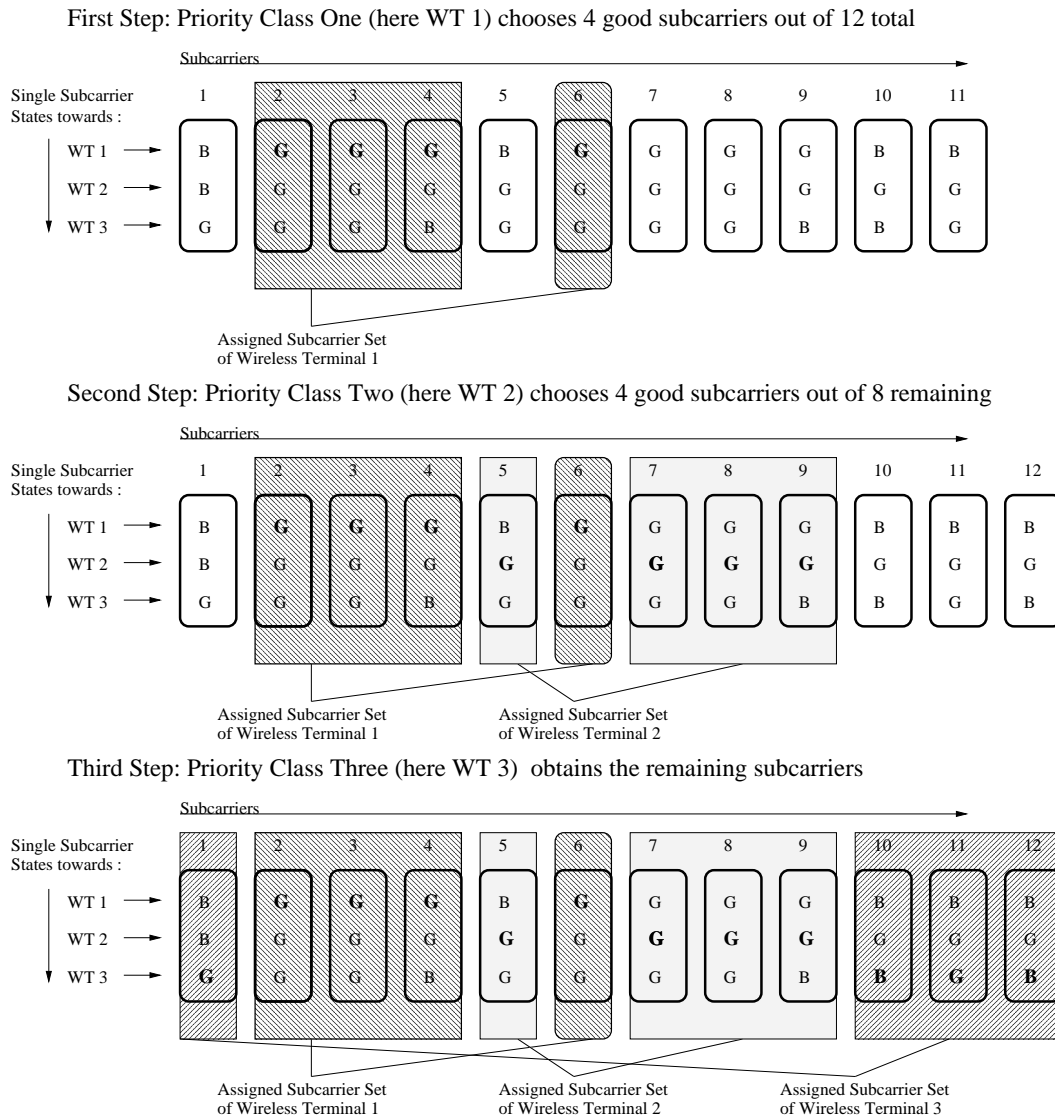 First Step: Priority Class One (here WT 1) chooses 4 good subcarriers out of 12 total
Subcarriers
Single Subcarrier 1 2 3 4 5 6 7 8 9 10 11
States towards :
WT 1 B G G G B G G G G B B
WT 2 B G G G G G G G G G G
WT 3 G G G B G G G G B B G
Assigned Subcarrier Set
of Wireless Terminal 1
Second Step: Priority Class Two (here WT 2) chooses 4 good subcarriers out of 8 remaining
Subcarriers
Single Subcarrier 1 2 3 4 5 6 7 8 9 10 11 12
States towards :
WT 1 B G G G B G G G G B B B
WT 2 B G G G G G G G G G G G
WT 3 G G G B G G G G B B G B
Assigned Subcarrier Set Assigned Subcarrier Set
of Wireless Terminal 1 of Wireless Terminal 2
Third Step: Priority Class Three (here WT 3) obtains the remaining subcarriers
Subcarriers
Single Subcarrier 1 2 3 4 5 6 7 8 9 10 11 12
States towards :
WT 1 B G G G B G G G G B B B
WT 2 B G G G G G G G G G G G
WT 3 G G G B G G G G B B G B
Assigned Subcarrier Set Assigned Subcarrier Set Assigned Subcarrier Set
of Wireless Terminal 1 of Wireless Terminal 2 of Wireless Terminal 3